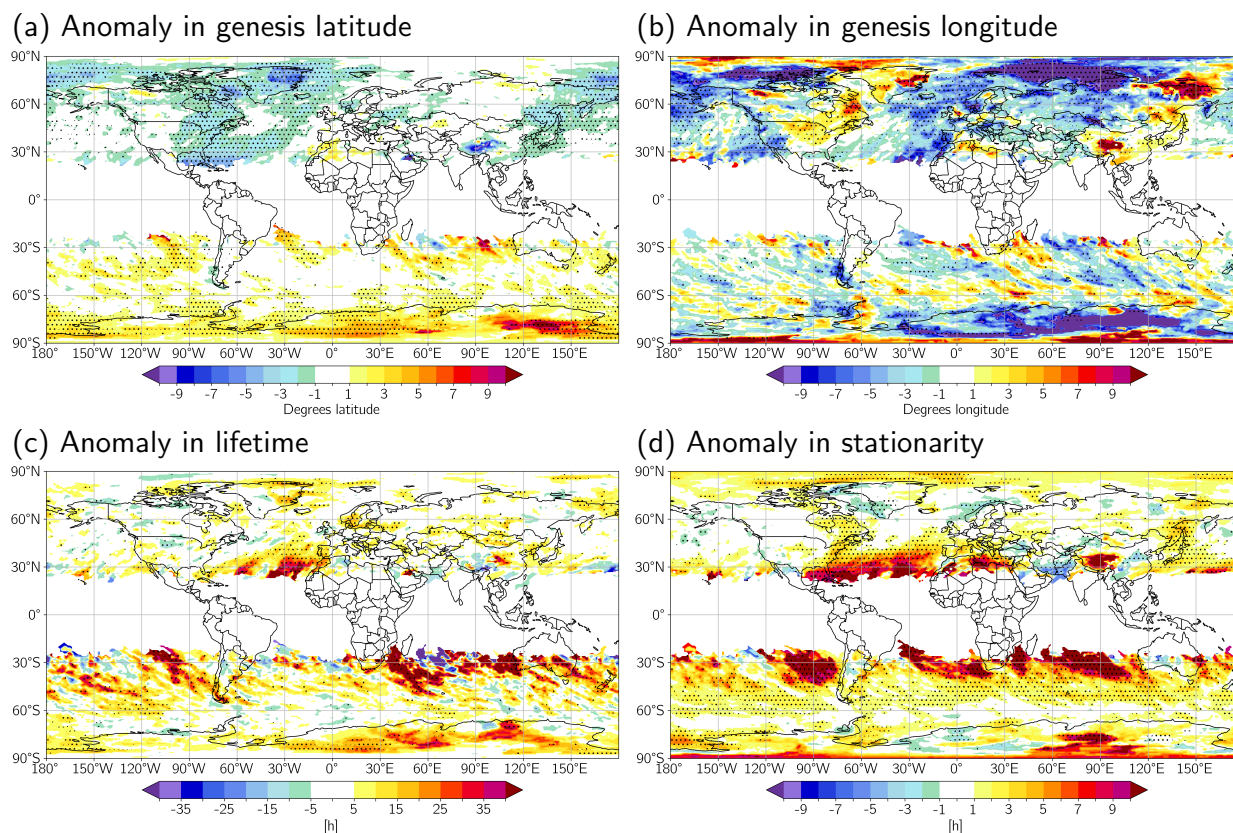 (a) Anomaly in genesis latitude
90°N
60°N
30°N
0°
30°S
60°S
90°S
180° 150°W 120°W 90°W 60°W 30°W 0° 30°E 60°E 90°E 120°E 150°E
-9 -7 -5 -3 -1 1 3 5 7 9
Degrees latitude
(b) Anomaly in genesis longitude
90°N
60°N
30°N
0°
30°S
60°S
90°S
180° 150°W 120°W 90°W 60°W 30°W 0° 30°E 60°E 90°E 120°E 150°E
-9 -7 -5 -3 -1 1 3 5 7 9
Degrees longitude
(c) Anomaly in lifetime
90°N
60°N
30°N
0°
30°S
60°S
90°S
180° 150°W 120°W 90°W 60°W 30°W 0° 30°E 60°E 90°E 120°E 150°E
-35 -25 -15 -5 5 15 25 35
[h]
(d) Anomaly in stationarity
90°N
60°N
30°N
0°
30°S
60°S
90°S
180° 150°W 120°W 90°W 60°W 30°W 0° 30°E 60°E 90°E 120°E 150°E
-9 -7 -5 -3 -1 1 3 5 7 9
[h]